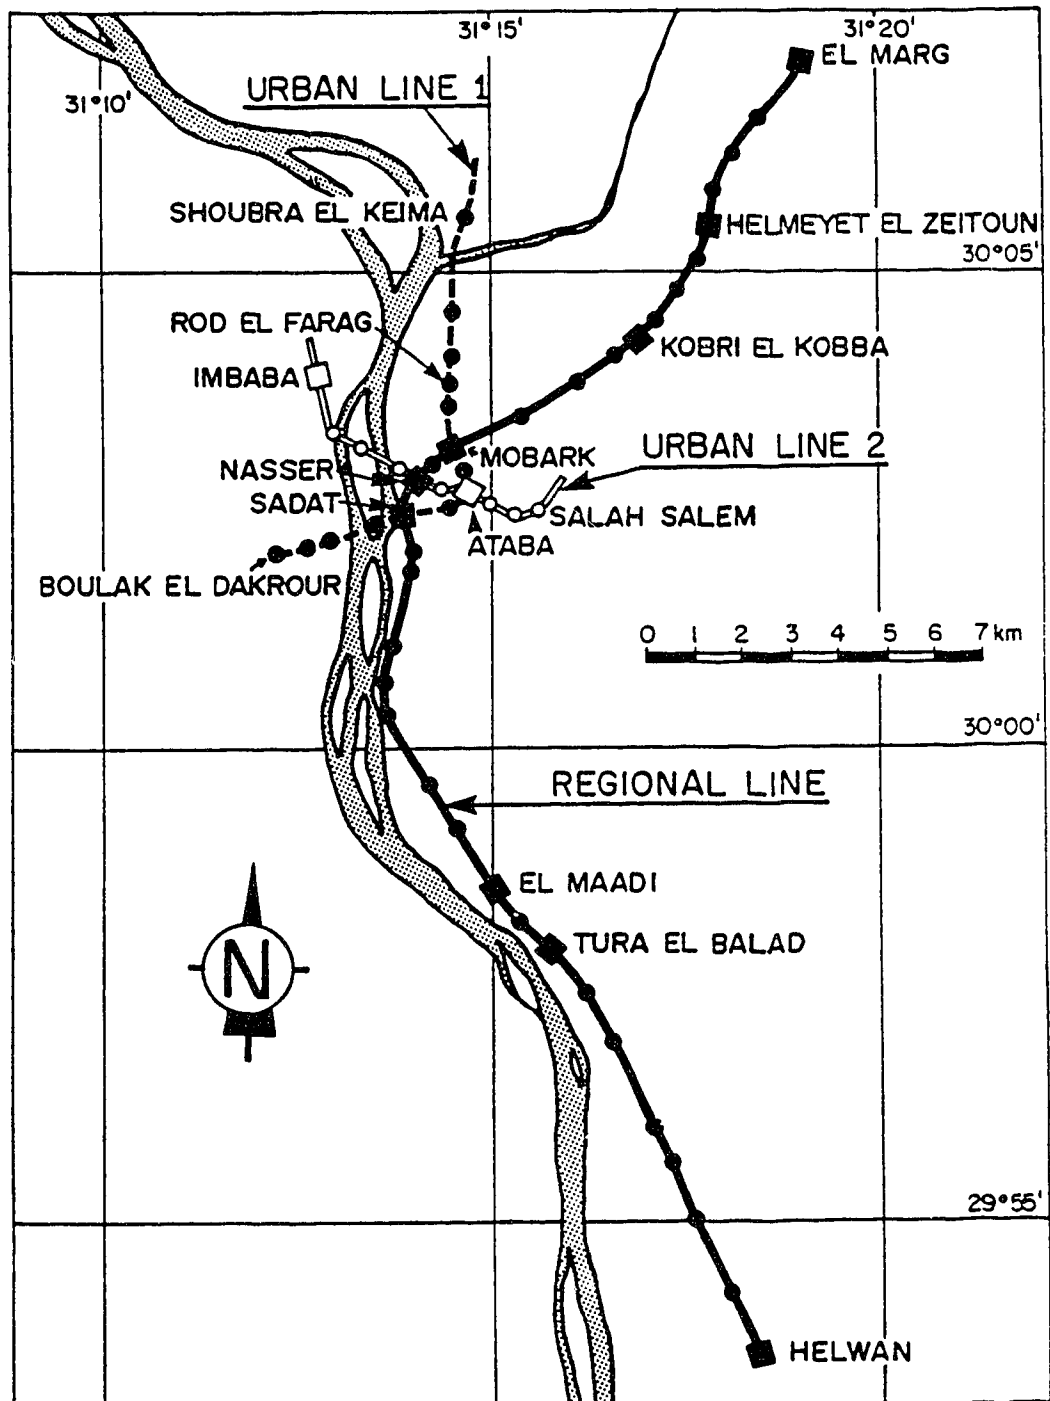 31°15'
31°20'
EL MARG
URBAN LINE 1
31°10'
SHOUBRA EL KEIMA
HELMEYET EL ZEITOUN
30°05'
ROD EL FARAG
KOBRI EL KOBBA
IMBABA
URBAN LINE 2
MOBARK
NASSER
SADAT
SALAH SALEM
ATABA
BOULAK EL DAKROUR
0 1 2 3 4 5 6 7 km
30°00'
REGIONAL LINE
EL MAADI
TURA EL BALAD
N
29°55'
HELWAN